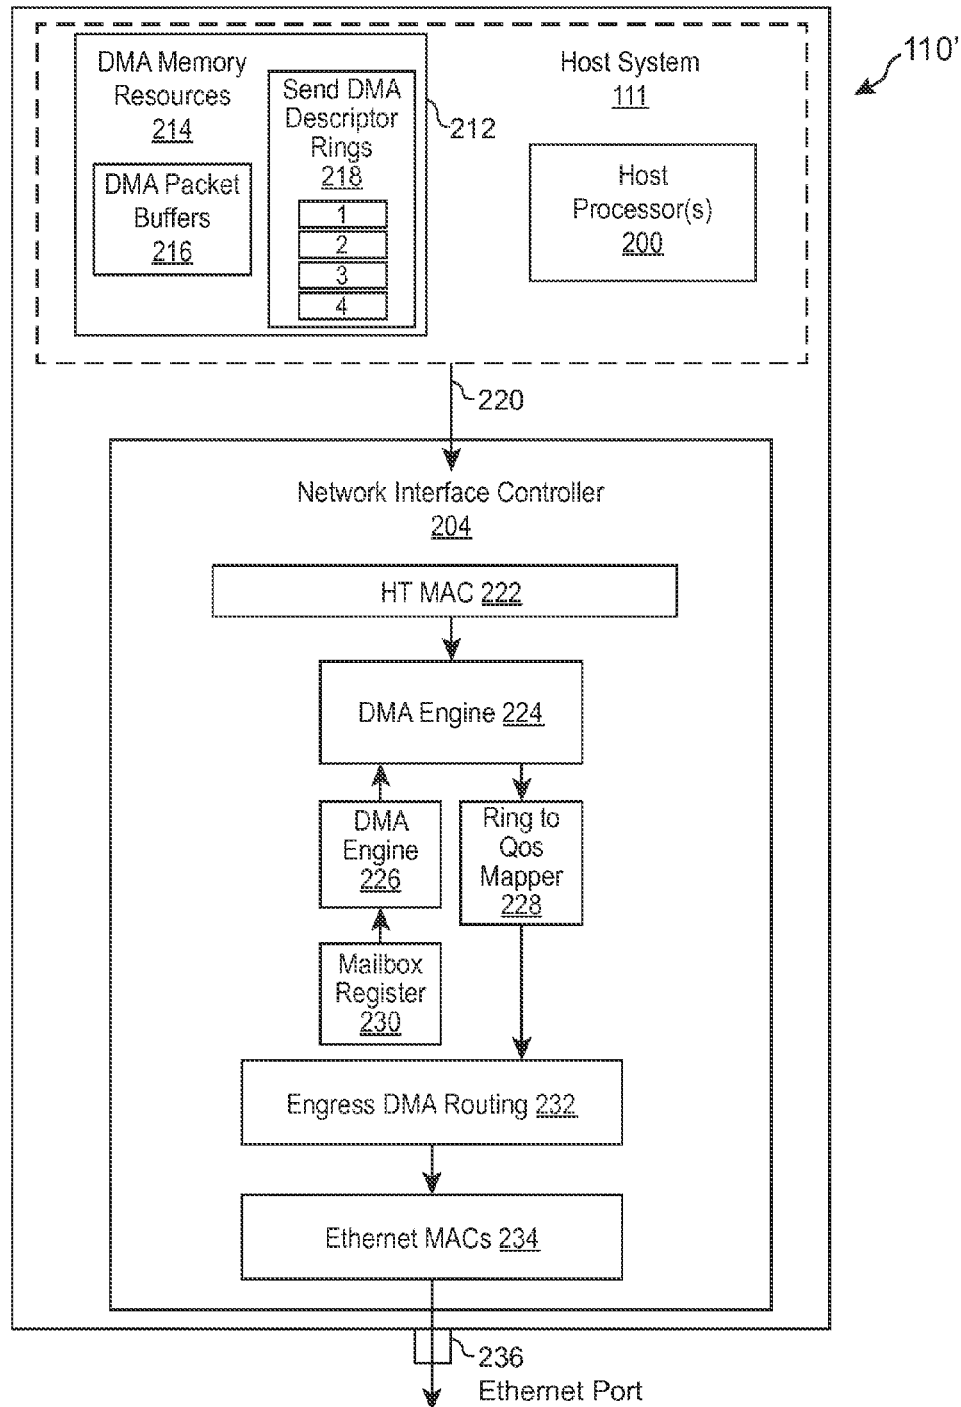 110'
DMA Memory
Resources
214
DMA Packet
Buffers
216
Send DMA
Descriptor
Rings
218
1
2
3
4
212
Host System
111
Host
Processor(s)
200
220
Network Interface Controller
204
HT MAC 222
DMA Engine 224
DMA
Engine
226
Ring to
Qos
Mapper
228
Mailbox
Register
230
Engress DMA Routing 232
Ethernet MACs 234
236
Ethernet Port